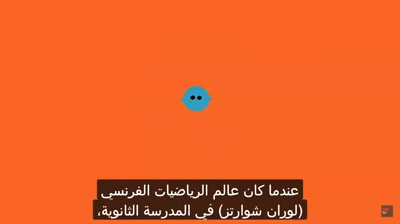 عندما كان عالم الرياضيات الفرنسي
(لوران شوارتز) في المدرسة الثانوية،